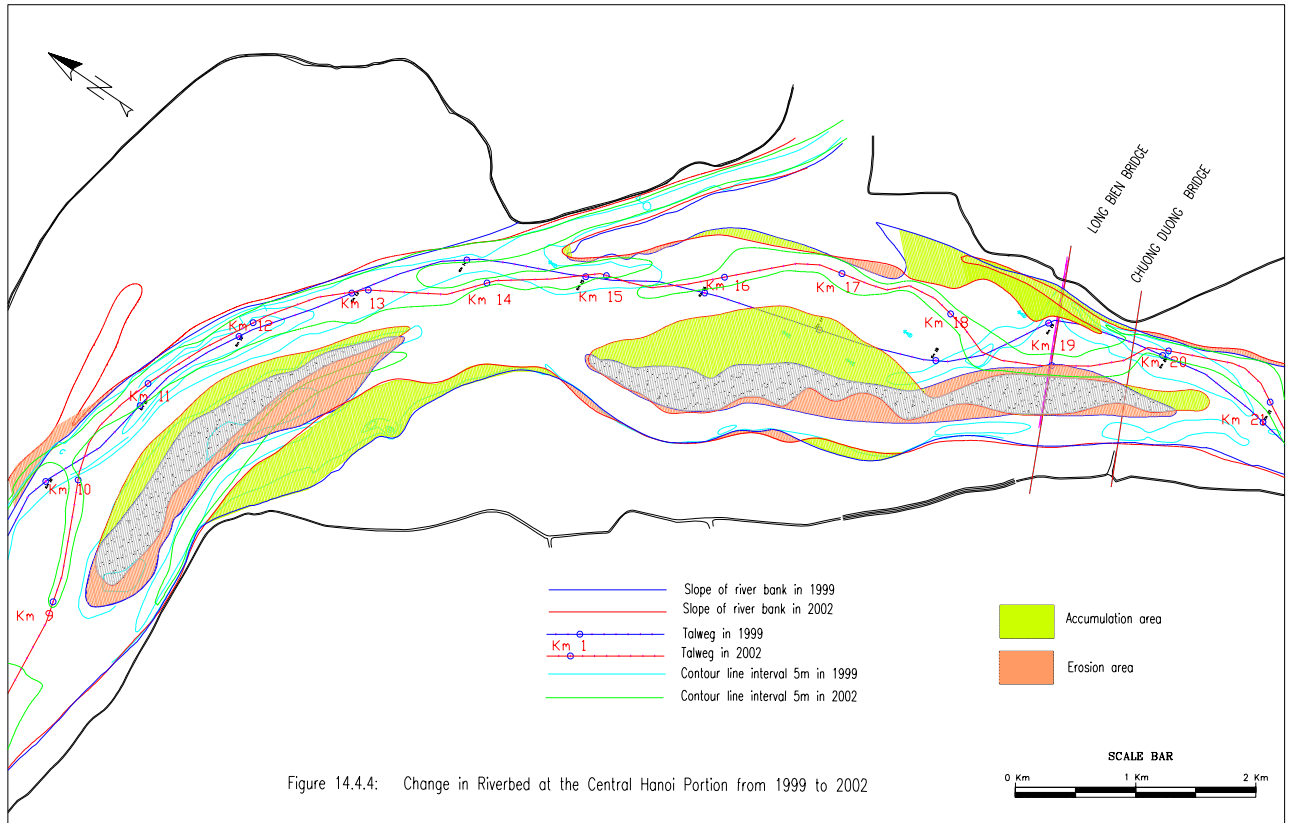 N
LONG BIEN BRIDGE
CHUONG DUONG BRIDGE
Km 9
Km 10
Km 11
Km 12
Km 13
Km 14
Km 15
Km 16
Km 17
Km 18
Km 19
Km 20
Km 21
Slope of river bank in 1999
Slope of river bank in 2002
Talweg in 1999
Km 1
Talweg in 2002
Contour line interval 5m in 1999
Contour line interval 5m in 2002
Accumulation area
Erosion area
SCALE BAR
0 Km 1 Km 2 Km
Figure 14.4.4: Change in Riverbed at the Central Hanoi Portion from 1999 to 2002